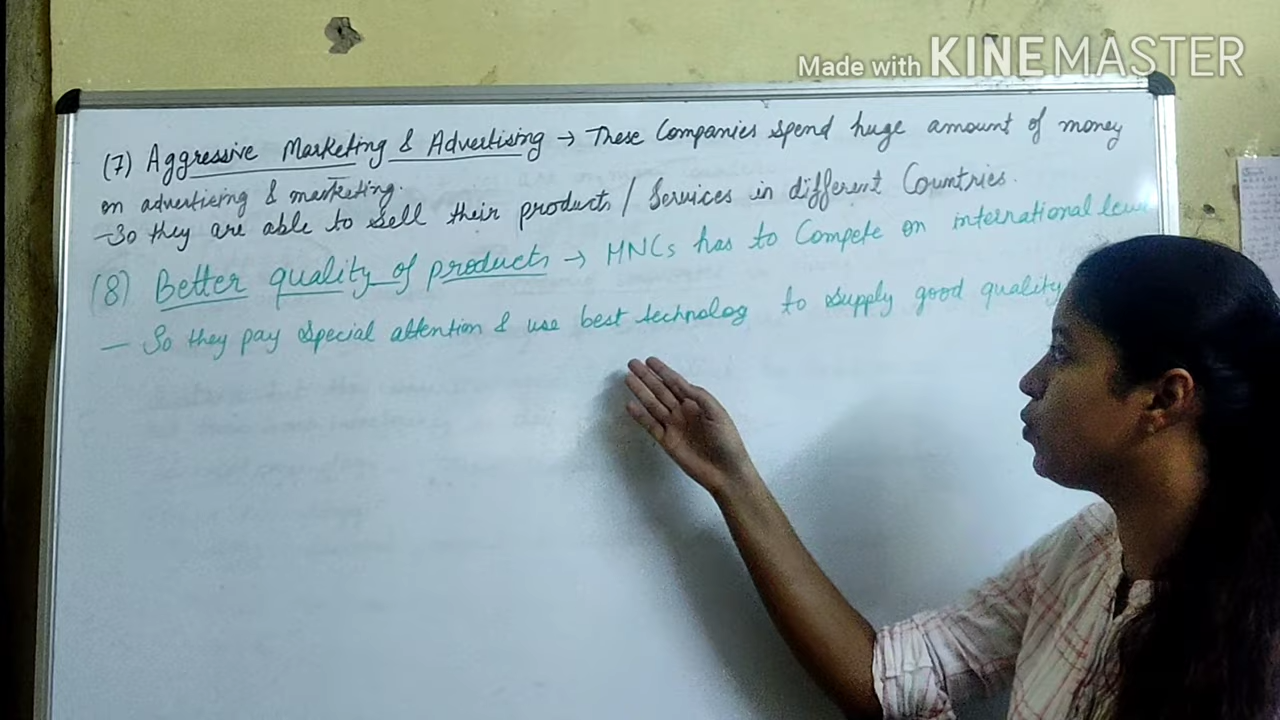 Made with KINEMASTER
(7) Aggressive Marketing & Advertising → These Companies spend huge amount of money
on advertieing & marketing.
- So they are able to sell their products / Services in different Countries.
(8) Better quality of products → MNCs has to Compete on international
- So they pay special attention & use best technolog to supply good quality